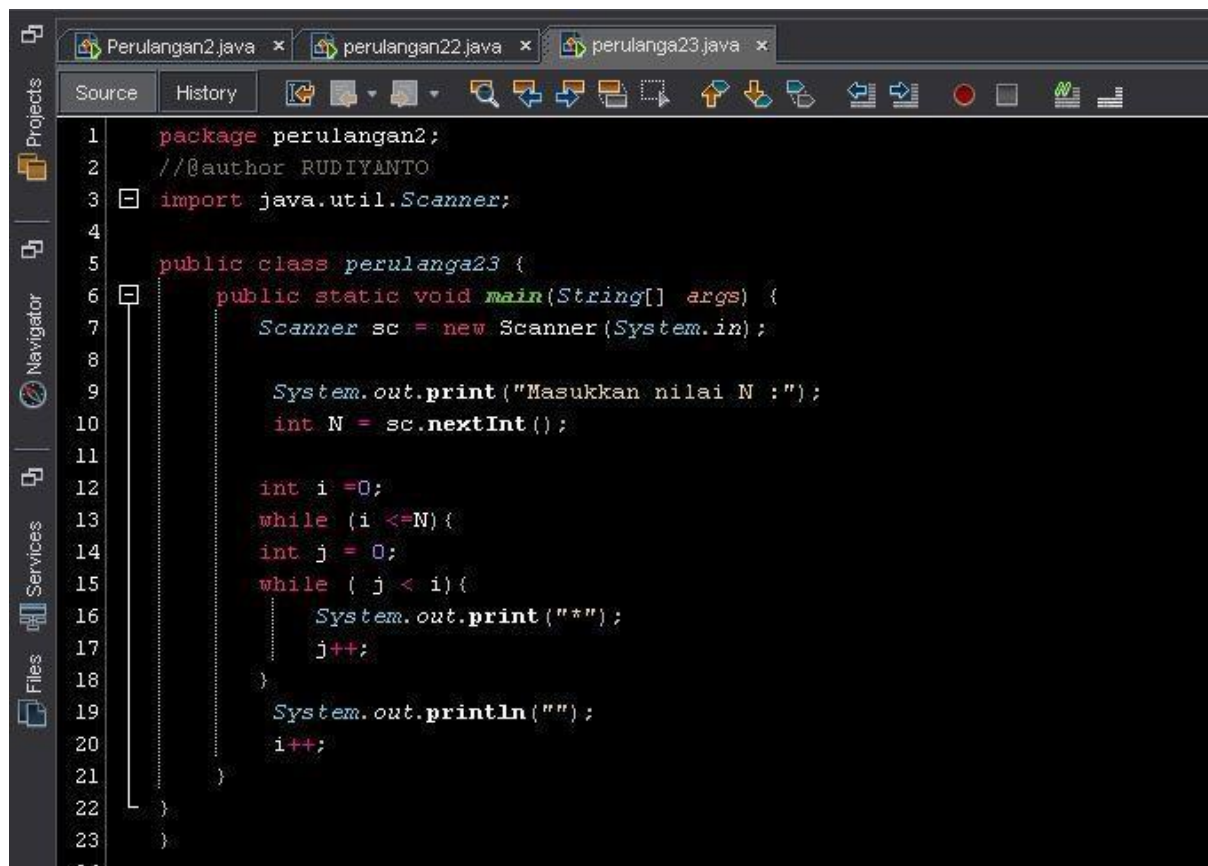 Perulangan2.java × perulangan22.java × perulanga23.java ×
Source History
Projects
Navigator
Services
Files
1 package perulangan2;
2 //@author RUDIYANTO
3 import java.util.Scanner;
4
5 public class perulanga23 {
6 public static void main(String[] args) {
7 Scanner sc = new Scanner(System.in);
8
9 System.out.print("Masukkan nilai N :");
10 int N = sc.nextInt();
11
12 int i =0;
13 while (i <=N){
14 int j = 0;
15 while ( j < i){
16 System.out.print("*");
17 j++;
18 }
19 System.out.println("");
20 i++;
21 }
22 }
23 }